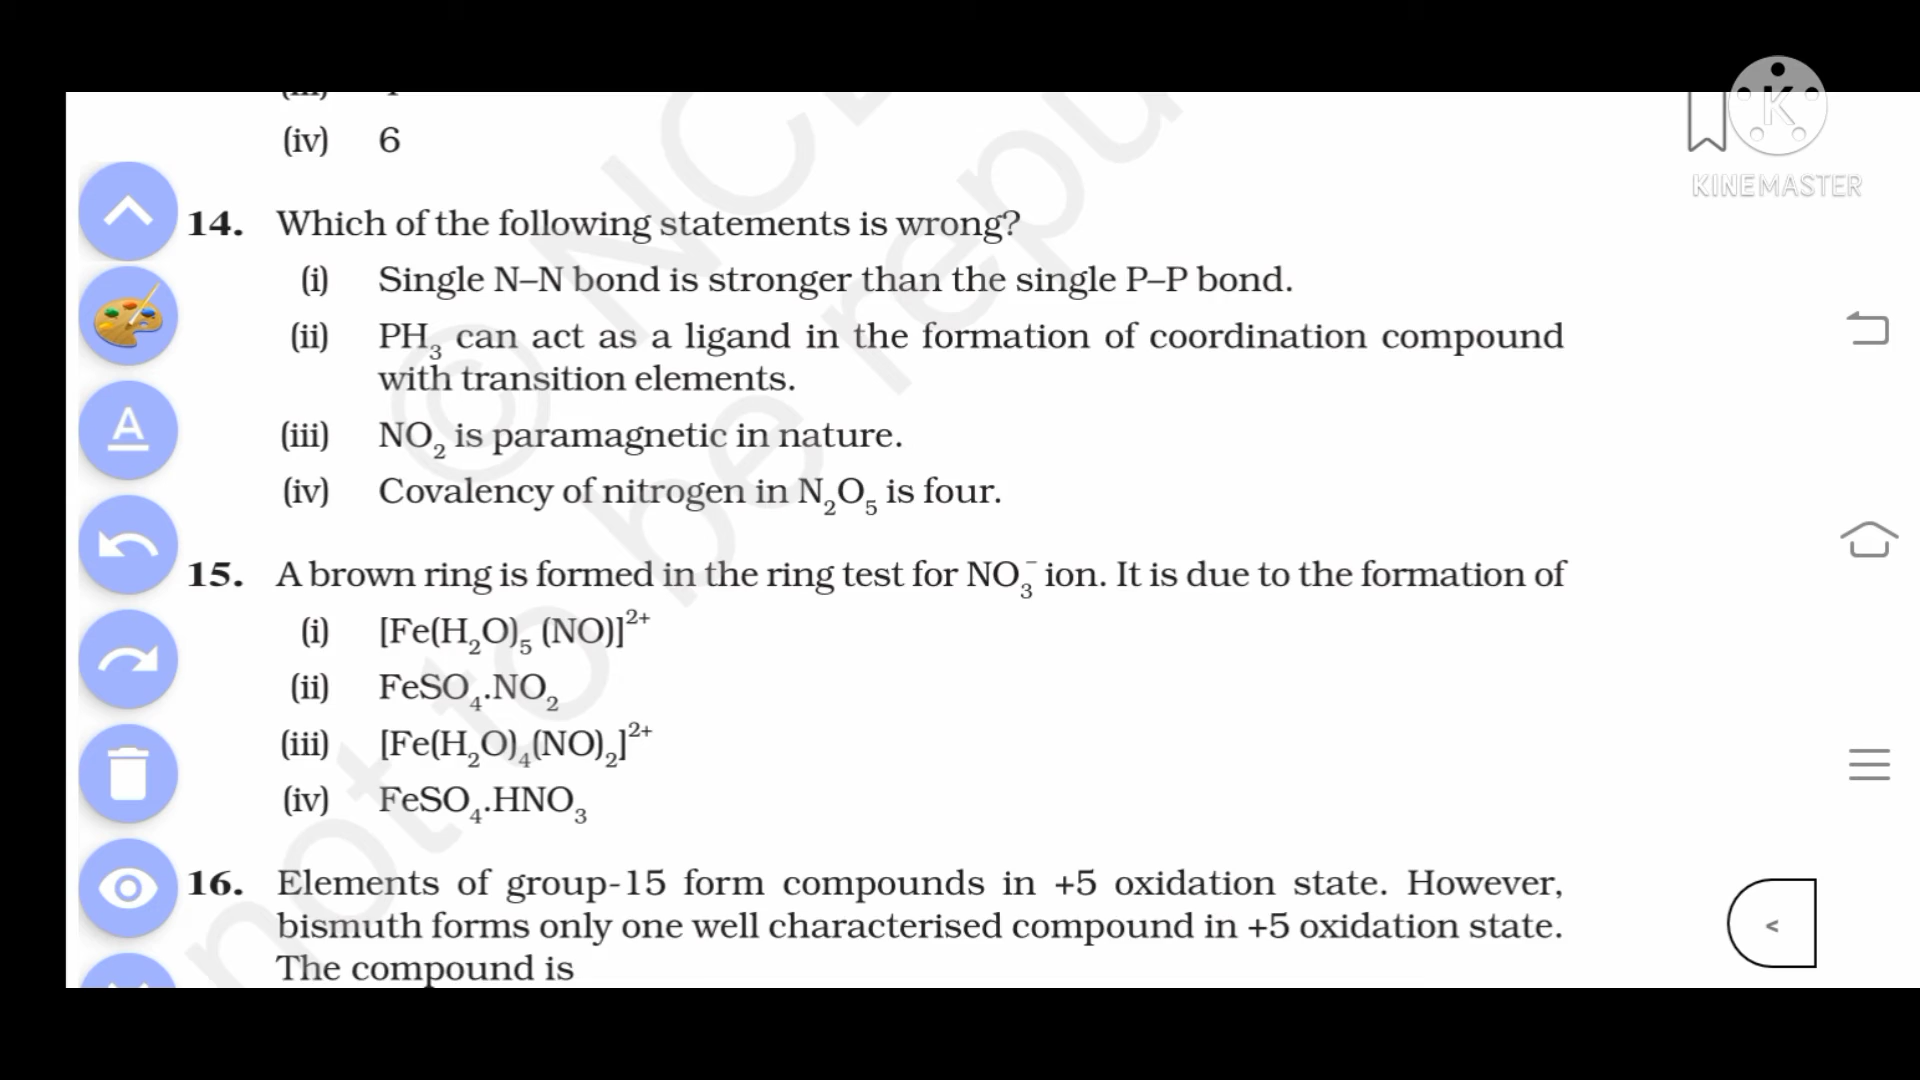 (iv) 6
KINEMASTER
14. Which of the following statements is wrong?
(i) Single N–N bond is stronger than the single P–P bond.
(ii) PH₃ can act as a ligand in the formation of coordination compound
with transition elements.
(iii) NO₂ is paramagnetic in nature.
(iv) Covalency of nitrogen in N₂O₅ is four.
15. A brown ring is formed in the ring test for NO₃⁻ ion. It is due to the formation of
(i) [Fe(H₂O)₅ (NO)]²⁺
(ii) FeSO₄.NO₂
(iii) [Fe(H₂O)₄(NO)₂]²⁺
(iv) FeSO₄.HNO₃
16. Elements of group-15 form compounds in +5 oxidation state. However,
bismuth forms only one well characterised compound in +5 oxidation state.
The compound is
© NC
not to be repu
K
A
<